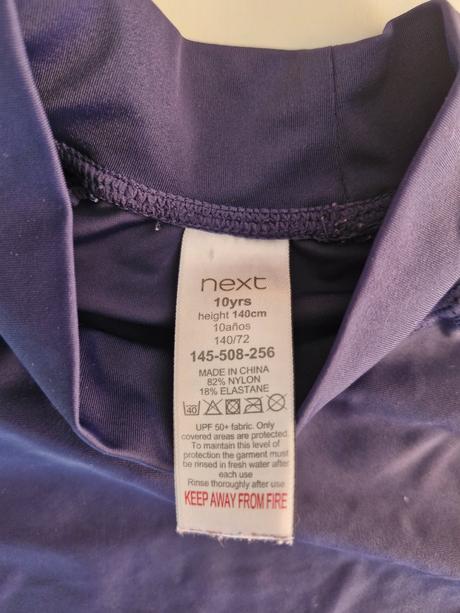 next
10yrs
height 140cm
10años
140/72
145-508-256
MADE IN CHINA
82% NYLON
18% ELASTANE
40
UPF 50+ fabric. Only
covered areas are protected.
To maintain this level of
protection the garment must
be rinsed in fresh water after
each use
Rinse thoroughly after use
KEEP AWAY FROM FIRE